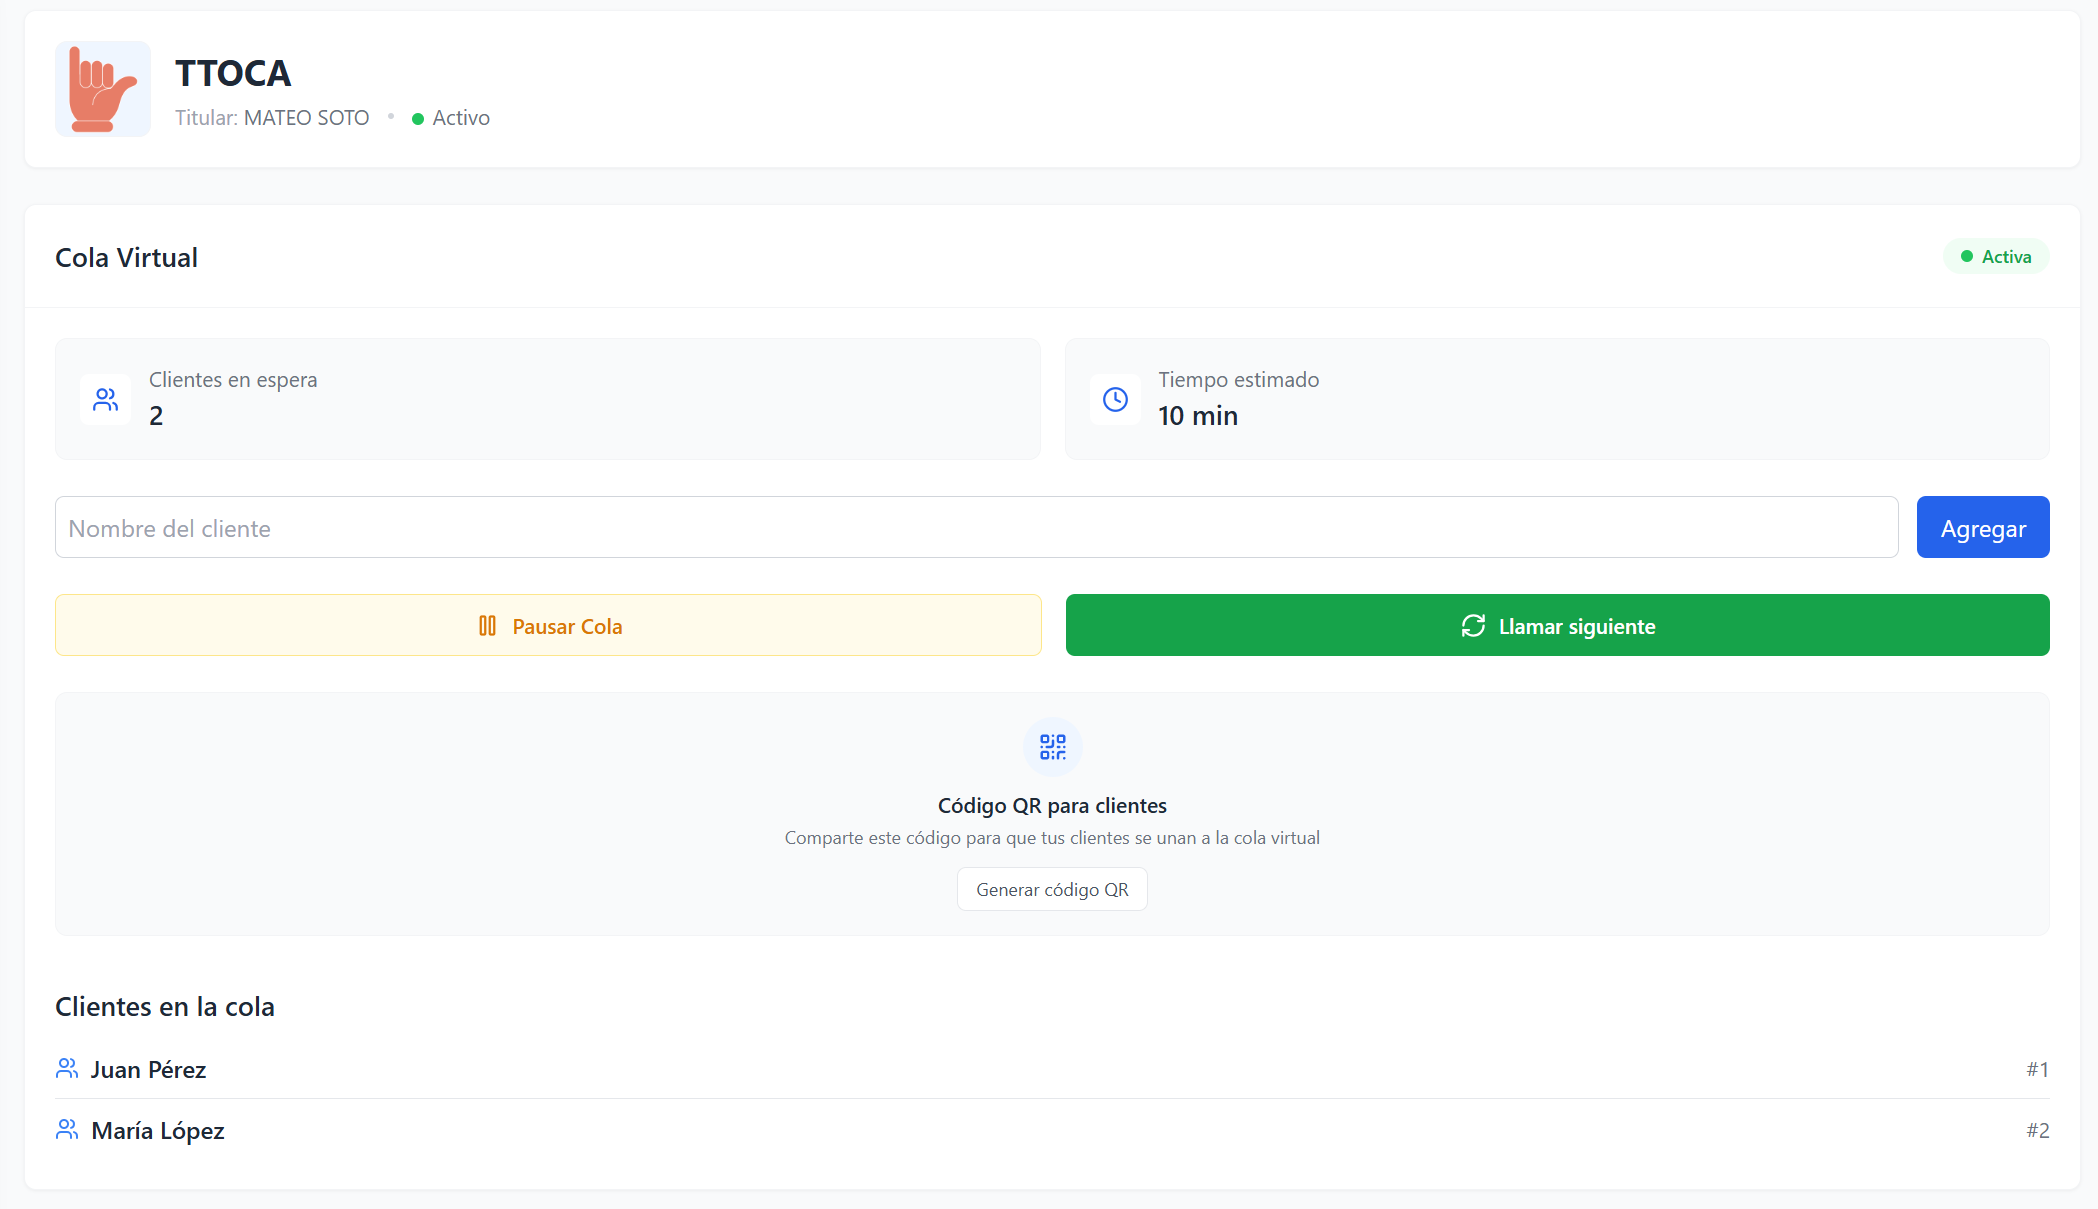 TTOCA
Titular: MATEO SOTO • Activo
Cola Virtual
Activa
Clientes en espera
2
Tiempo estimado
10 min
Nombre del cliente
Agregar
Pausar Cola
Llamar siguiente
Código QR para clientes
Comparte este código para que tus clientes se unan a la cola virtual
Generar código QR
Clientes en la cola
Juan Pérez #1
María López #2